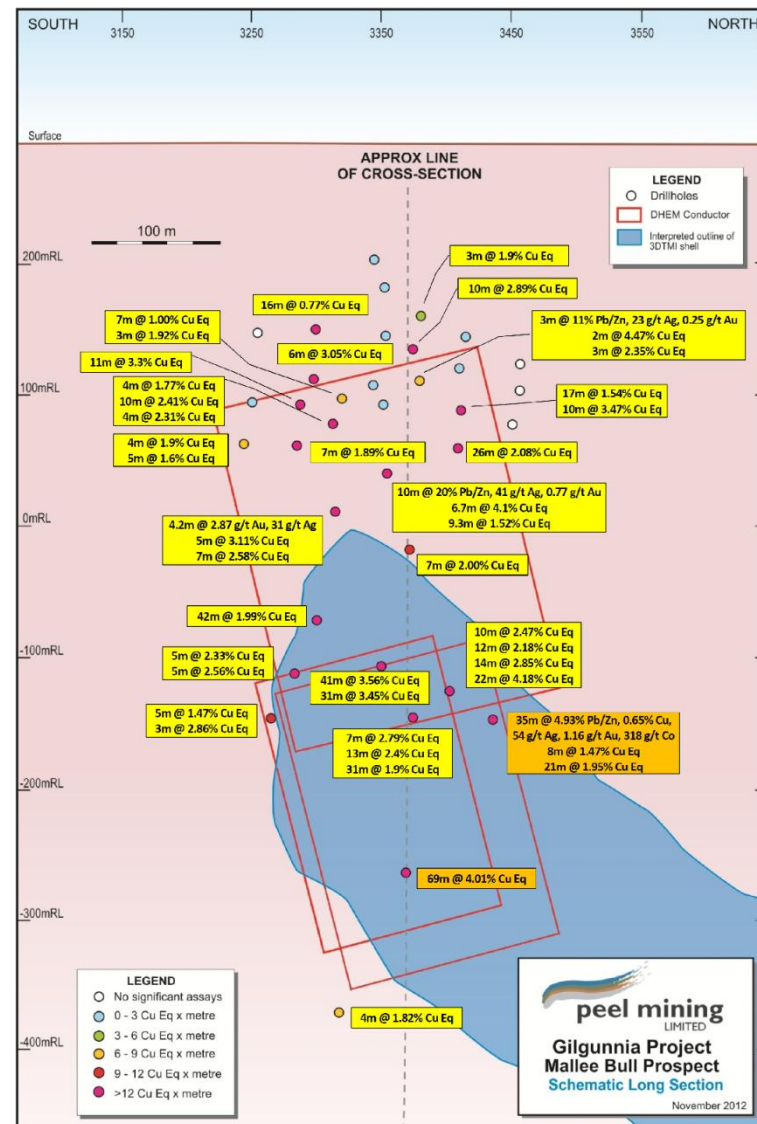 SOUTH
NORTH
3150
3250
3350
3450
3550
Surface
APPROX LINE
OF CROSS-SECTION
LEGEND
Drillholes
DHEM Conductor
Interpreted outline of
3DTMI shell
100 m
200mRL
100mRL
0mRL
-100mRL
-200mRL
-300mRL
-400mRL
3m @ 1.9% Cu Eq
10m @ 2.89% Cu Eq
16m @ 0.77% Cu Eq
7m @ 1.00% Cu Eq
3m @ 1.92% Cu Eq
3m @ 11% Pb/Zn, 23 g/t Ag, 0.25 g/t Au
2m @ 4.47% Cu Eq
3m @ 2.35% Cu Eq
6m @ 3.05% Cu Eq
11m @ 3.3% Cu Eq
4m @ 1.77% Cu Eq
10m @ 2.41% Cu Eq
4m @ 2.31% Cu Eq
17m @ 1.54% Cu Eq
10m @ 3.47% Cu Eq
4m @ 1.9% Cu Eq
5m @ 1.6% Cu Eq
7m @ 1.89% Cu Eq
26m @ 2.08% Cu Eq
10m @ 20% Pb/Zn, 41 g/t Ag, 0.77 g/t Au
6.7m @ 4.1% Cu Eq
9.3m @ 1.52% Cu Eq
4.2m @ 2.87 g/t Au, 31 g/t Ag
5m @ 3.11% Cu Eq
7m @ 2.58% Cu Eq
7m @ 2.00% Cu Eq
42m @ 1.99% Cu Eq
10m @ 2.47% Cu Eq
12m @ 2.18% Cu Eq
14m @ 2.85% Cu Eq
22m @ 4.18% Cu Eq
5m @ 2.33% Cu Eq
5m @ 2.56% Cu Eq
41m @ 3.56% Cu Eq
31m @ 3.45% Cu Eq
5m @ 1.47% Cu Eq
3m @ 2.86% Cu Eq
7m @ 2.79% Cu Eq
13m @ 2.4% Cu Eq
31m @ 1.9% Cu Eq
35m @ 4.93% Pb/Zn, 0.65% Cu,
54 g/t Ag, 1.16 g/t Au, 318 g/t Co
8m @ 1.47% Cu Eq
21m @ 1.95% Cu Eq
69m @ 4.01% Cu Eq
4m @ 1.82% Cu Eq
LEGEND
No significant assays
0 - 3 Cu Eq x metre
3 - 6 Cu Eq x metre
6 - 9 Cu Eq x metre
9 - 12 Cu Eq x metre
>12 Cu Eq x metre
peel mining
LIMITED
Gilgunnia Project
Mallee Bull Prospect
Schematic Long Section
November 2012